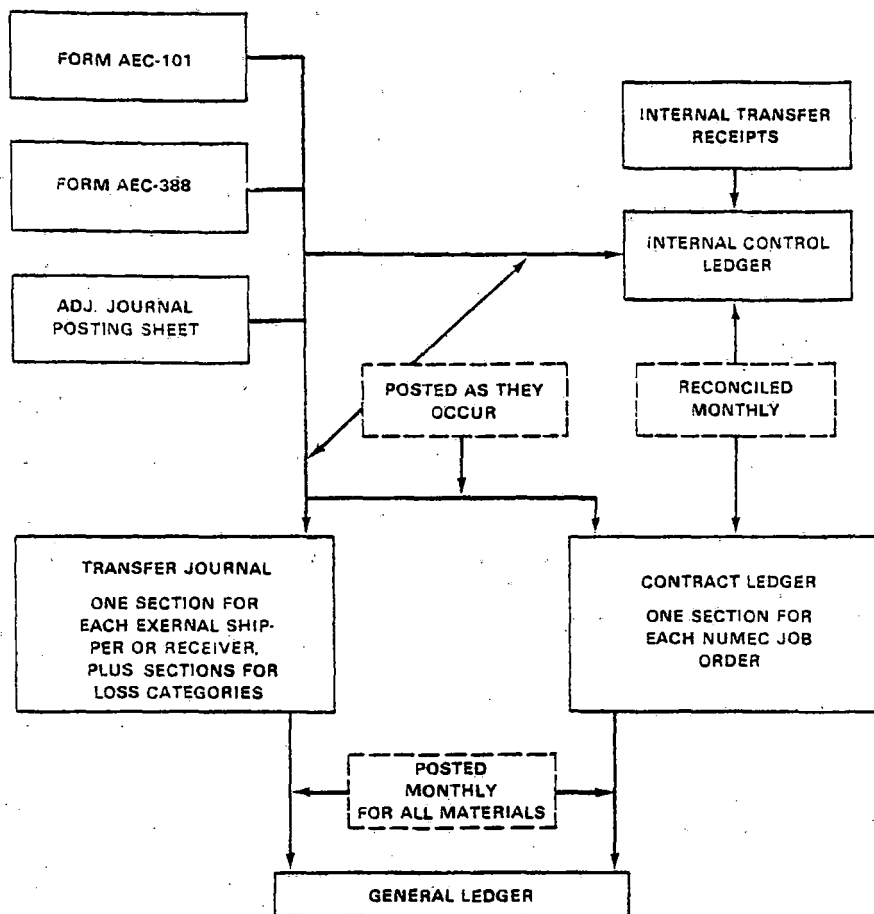 FORM AEC-101
INTERNAL TRANSFER
RECEIPTS
FORM AEC-388
INTERNAL CONTROL
LEDGER
ADJ. JOURNAL
POSTING SHEET
POSTED AS THEY
OCCUR
RECONCILED
MONTHLY
TRANSFER JOURNAL
ONE SECTION FOR
EACH EXERNAL SHIP-
PER OR RECEIVER,
PLUS SECTIONS FOR
LOSS CATEGORIES
CONTRACT LEDGER
ONE SECTION FOR
EACH NUMEC JOB
ORDER
POSTED
MONTHLY
FOR ALL MATERIALS
GENERAL LEDGER